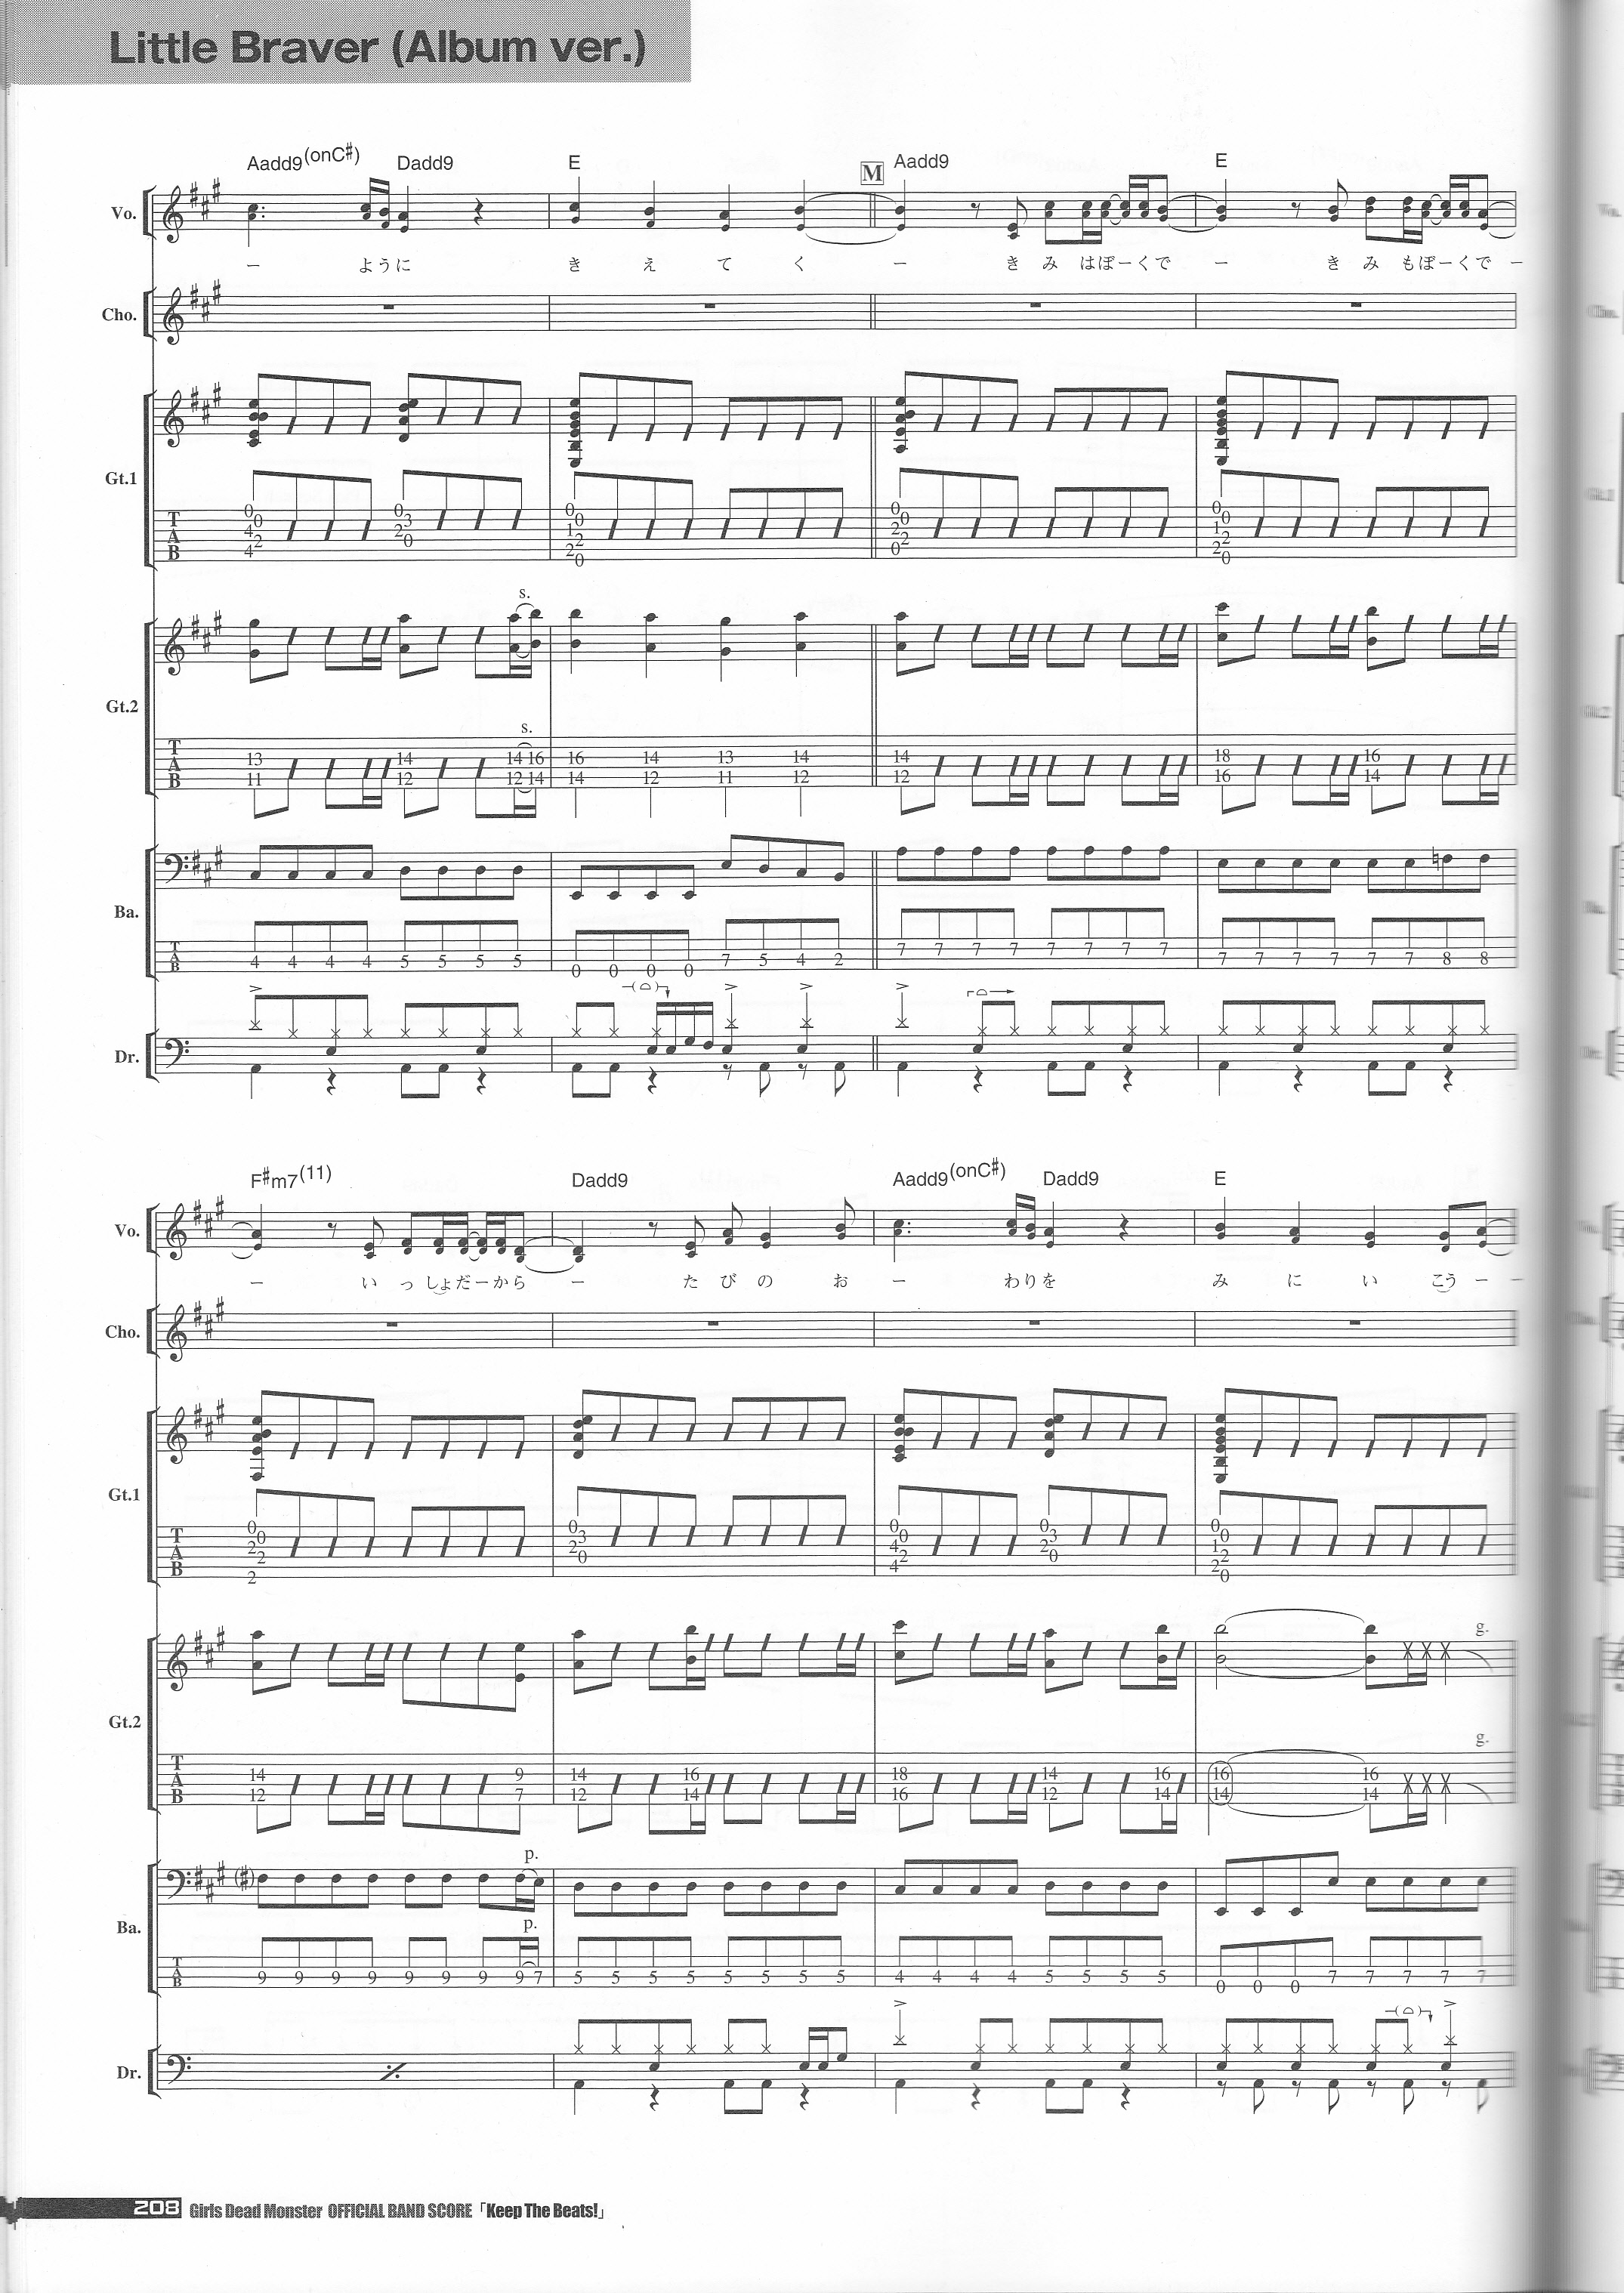 Little Braver (Album ver.)
Aadd9(onC♯) Dadd9 E M Aadd9 E
Vo.
ー ように きえてく ー きみはぼーくで ー きみもぼーくで ー
Cho.
Gt.1
T A B
0 0 4 2 4 0 3 2 0 0 0 1 2 2 0 0 0 2 2 0 0 0 1 2 2 0
s.
Gt.2
s.
T A B
13 14 14 16 16 14 13 14 14 18 16
11 12 12 14 14 12 11 12 12 16 14
Ba.
T A B
4 4 4 4 5 5 5 5 0 0 0 0 7 5 4 2 7 7 7 7 7 7 7 7 7 7 7 7 7 7 8 8
Dr.
F♯m7(11) Dadd9 Aadd9(onC♯) Dadd9 E
Vo.
ー いっしょだーから ー たびのお ー わりを みにいこうー ー
Cho.
Gt.1
T A B
0 0 2 2 2 0 3 2 0 0 0 4 2 4 0 3 2 0 0 0 1 2 2 0
g.
Gt.2
g.
T A B
14 9 14 16 18 14 16 16 16
12 7 12 14 16 12 14 14 14
p.
Ba.
p.
T A B
9 9 9 9 9 9 9 9 7 5 5 5 5 5 5 5 5 4 4 4 4 5 5 5 5 0 0 0 7 7 7 7 7
Dr.
208 Girls Dead Monster OFFICIAL BAND SCORE「Keep The Beats!」